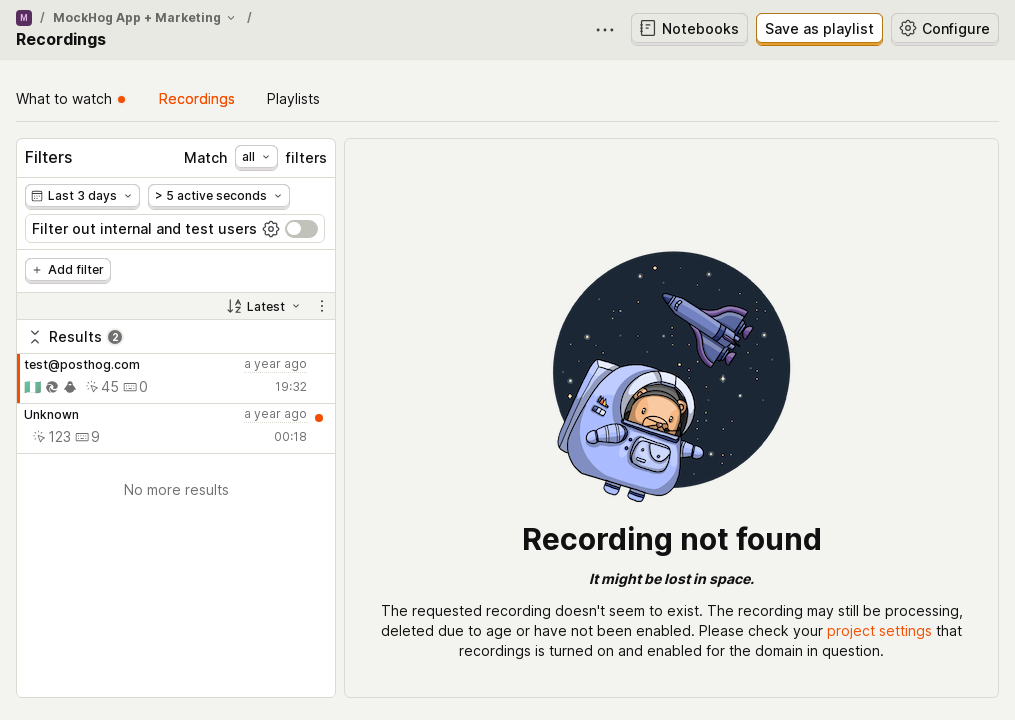 M / MockHog App + Marketing /
Recordings
Notebooks
Save as playlist
Configure
What to watch
Recordings
Playlists
Filters
Match all filters
Last 3 days
> 5 active seconds
Filter out internal and test users
Add filter
Latest
Results 2
test@posthog.com a year ago
45 0 19:32
Unknown a year ago
123 9 00:18
No more results
Recording not found
It might be lost in space.
The requested recording doesn't seem to exist. The recording may still be processing,
deleted due to age or have not been enabled. Please check your project settings that
recordings is turned on and enabled for the domain in question.